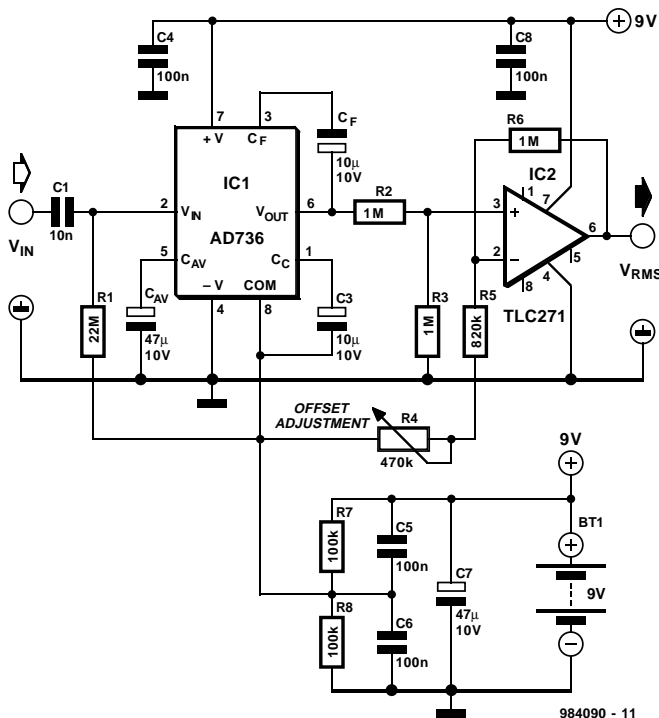 C4
100n
C8
100n
9V
R6
1M
7
3
+V
CF
CF
10µ
10V
IC1
AD736
IC2
1
7
C1
10n
VIN
2
VIN
VOUT
6
R2
1M
3
2
6
5
4
8
VRMS
TLC271
5
CAV
CC
1
CAV
47µ
10V
–V
COM
4
8
C3
10µ
10V
R1
22M
R3
1M
R5
820k
OFFSET
ADJUSTMENT
R4
470k
9V
BT1
9V
R7
100k
C5
100n
C7
47µ
10V
R8
100k
C6
100n
984090 - 11